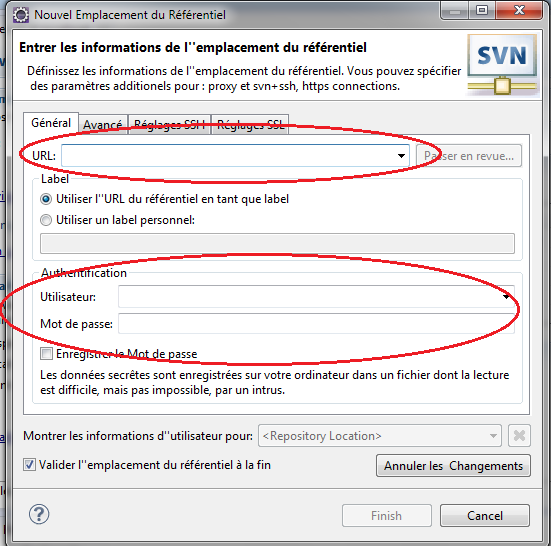 Nouvel Emplacement du Référentiel
Entrer les informations de l''emplacement du référentiel
Définissez les informations de l'emplacement du référentiel. Vous pouvez spécifier
des paramètres additionels pour : proxy et svn+ssh, https connections.
SVN
Général Avancé Réglages SSH Réglages SSL
URL: Passer en revue...
Label
Utiliser l''URL du référentiel en tant que label
Utiliser un label personnel:
Authentification
Utilisateur:
Mot de passe:
Enregistrer le Mot de passe
Les données secrètes sont enregistrées sur votre ordinateur dans un fichier dont la lecture
est difficile, mais pas impossible, par un intrus.
Montrer les informations d''utilisateur pour: <Repository Location>
Valider l''emplacement du référentiel à la fin Annuler les Changements
? Finish Cancel